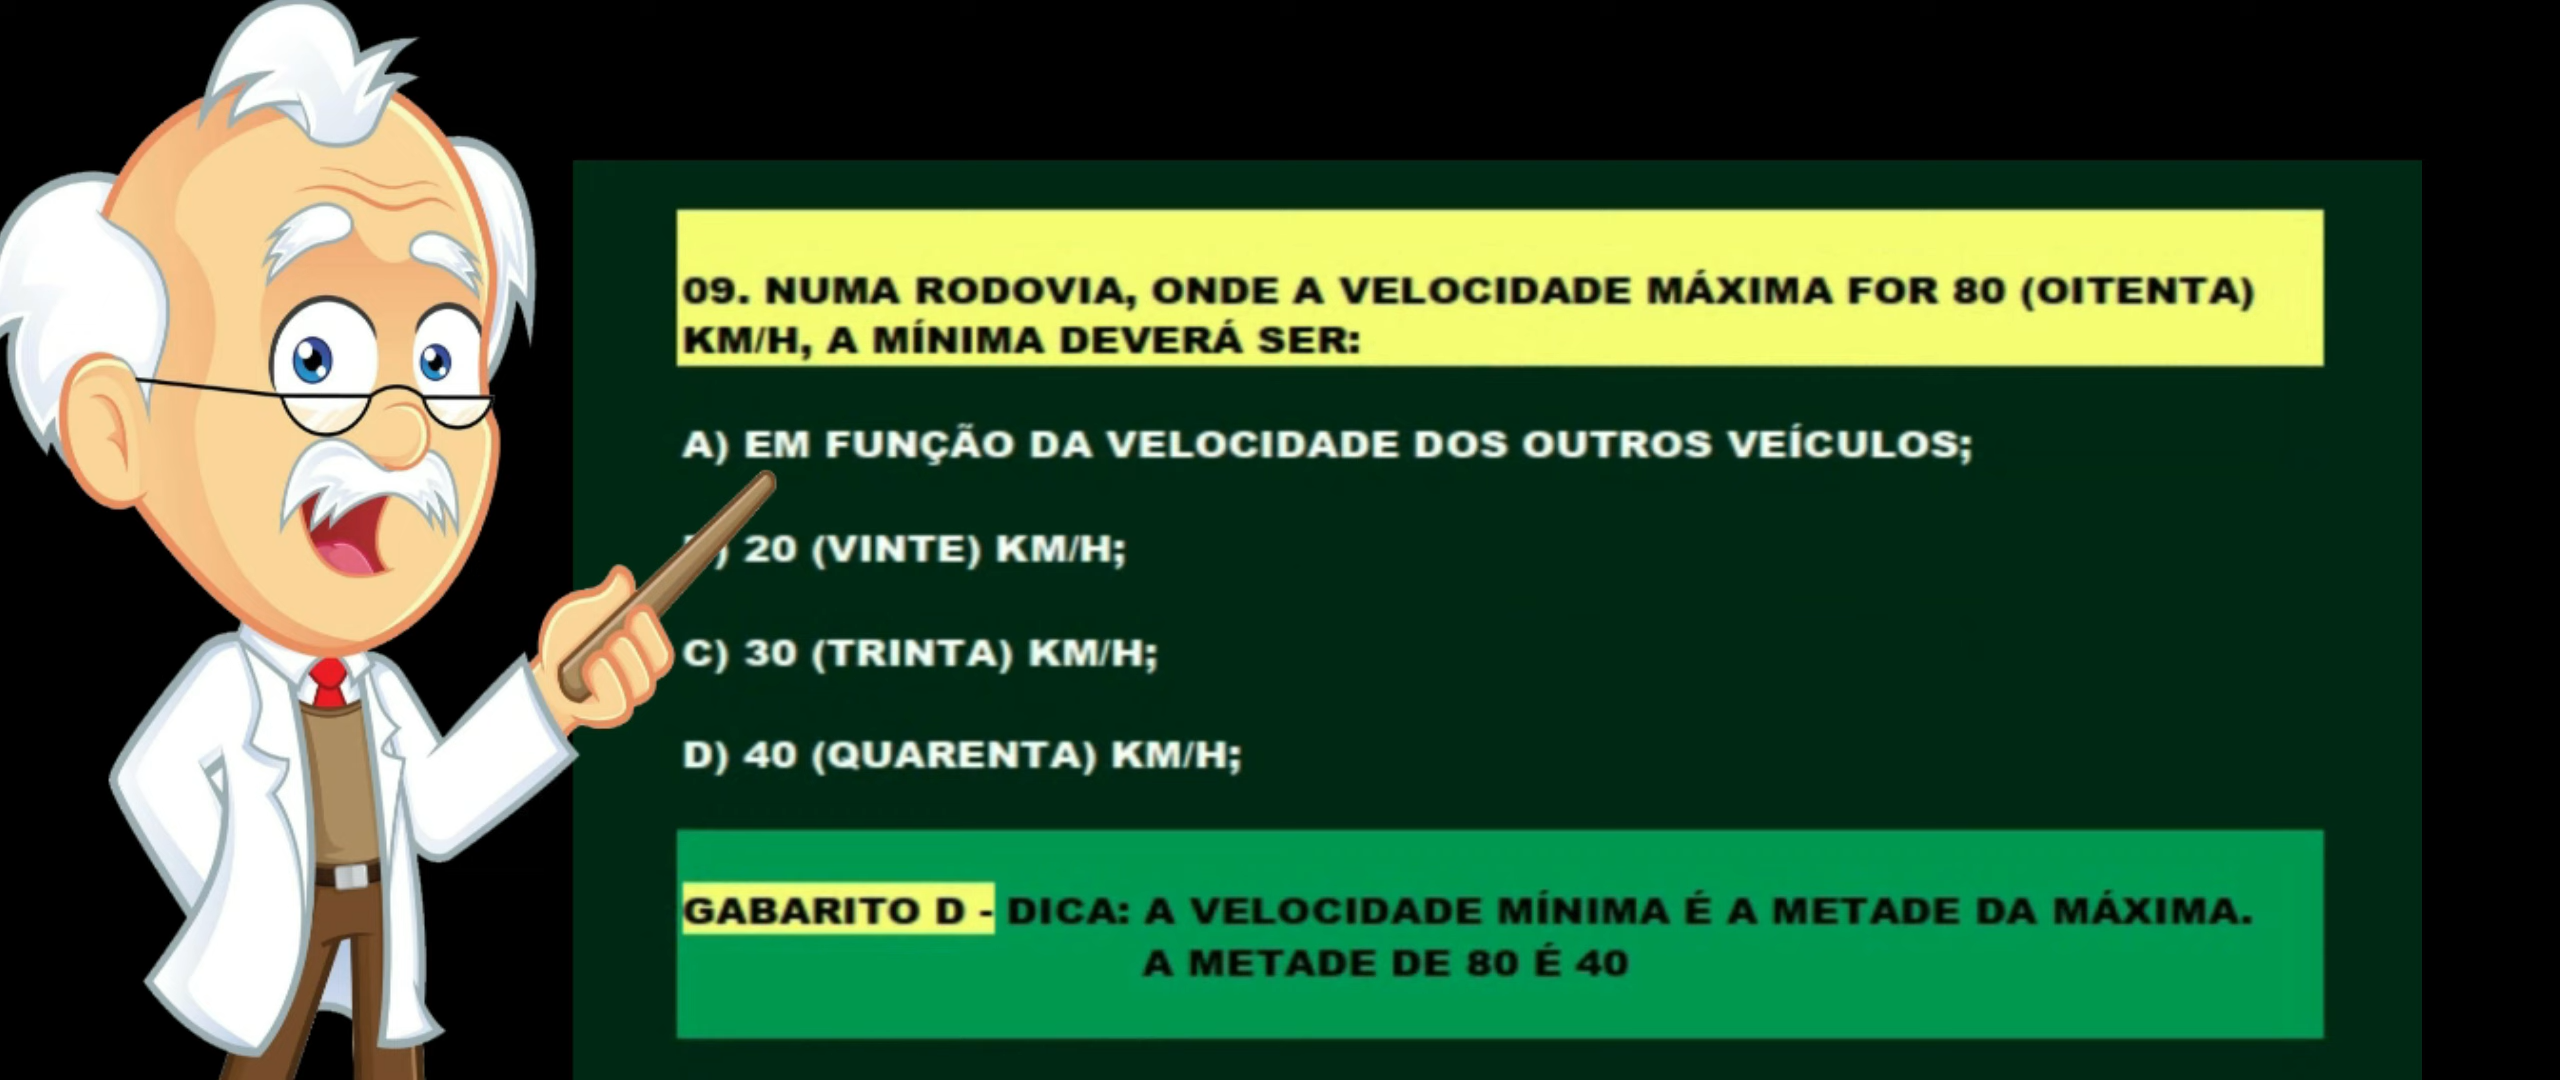 09. NUMA RODOVIA, ONDE A VELOCIDADE MÁXIMA FOR 80 (OITENTA)
KM/H, A MÍNIMA DEVERÁ SER:
A) EM FUNÇÃO DA VELOCIDADE DOS OUTROS VEÍCULOS;
) 20 (VINTE) KM/H;
C) 30 (TRINTA) KM/H;
D) 40 (QUARENTA) KM/H;
GABARITO D - DICA: A VELOCIDADE MÍNIMA É A METADE DA MÁXIMA.
A METADE DE 80 É 40